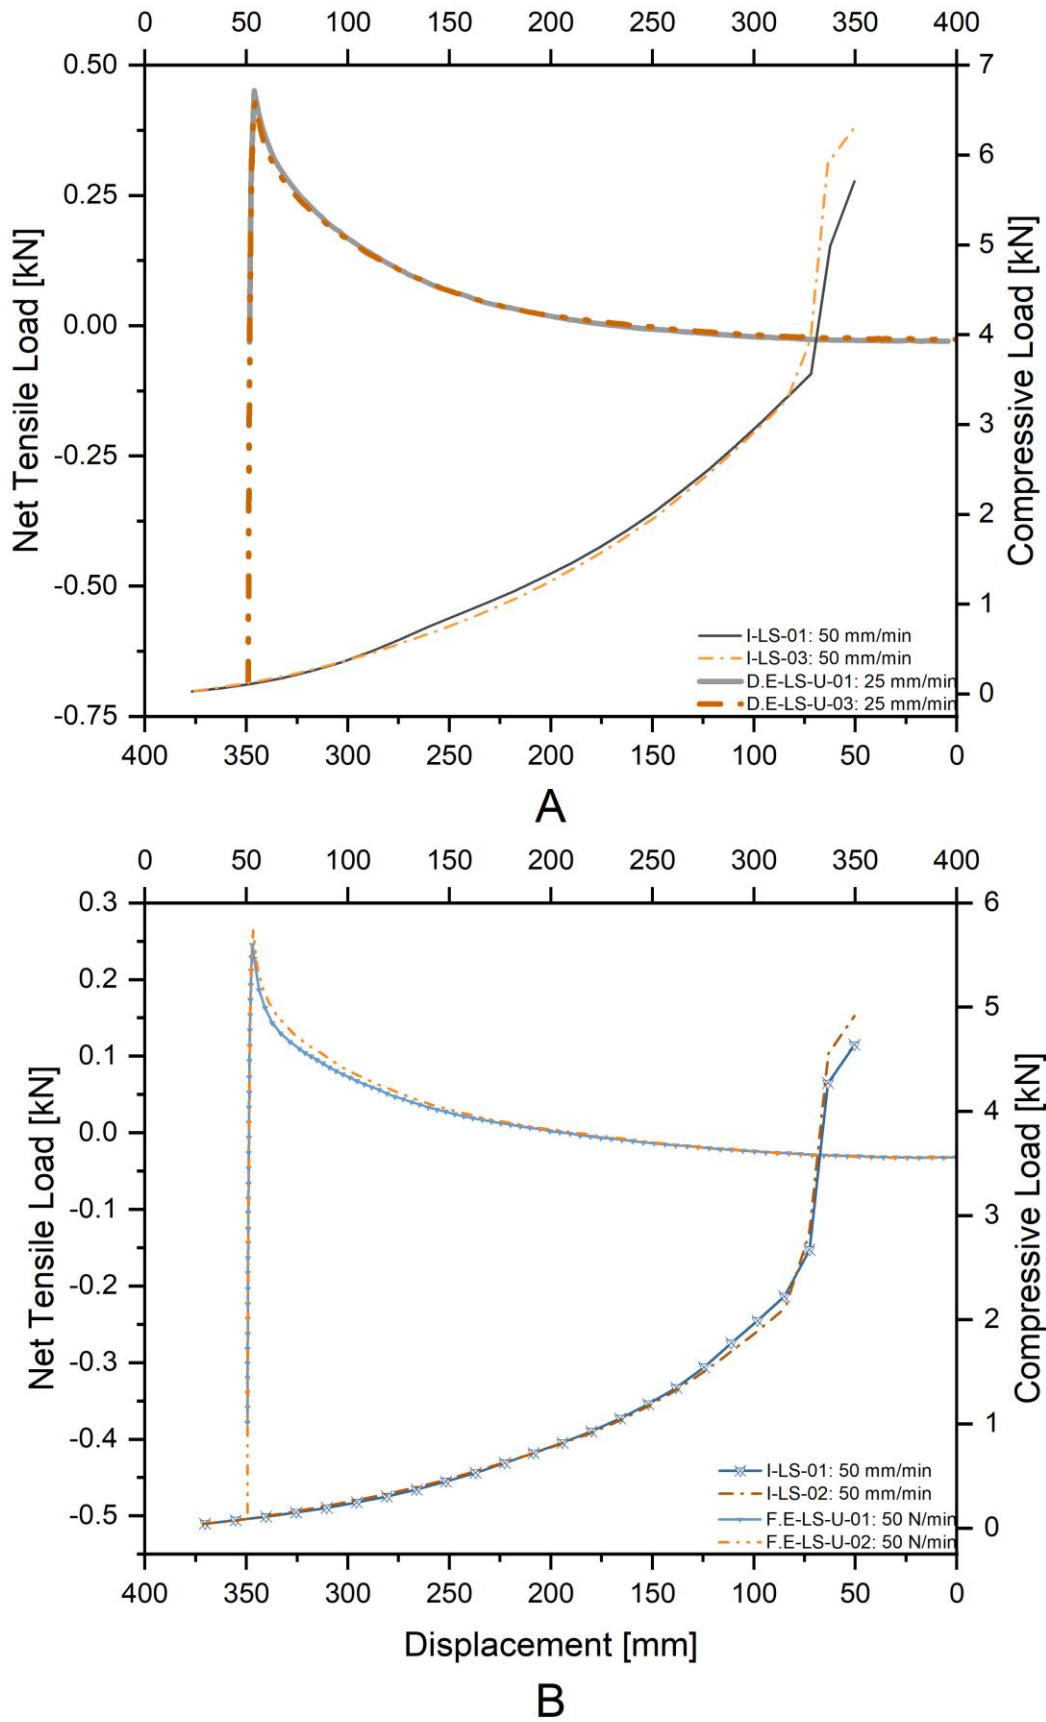 0 50 100 150 200 250 300 350 400
0.50
0.25
0.00
-0.25
-0.50
-0.75
Net Tensile Load [kN]
7
6
5
4
3
2
1
0
Compressive Load [kN]
I-LS-01: 50 mm/min
I-LS-03: 50 mm/min
D.E-LS-U-01: 25 mm/min
D.E-LS-U-03: 25 mm/min
400 350 300 250 200 150 100 50 0
A
0 50 100 150 200 250 300 350 400
0.3
0.2
0.1
0.0
-0.1
-0.2
-0.3
-0.4
-0.5
Net Tensile Load [kN]
6
5
4
3
2
1
0
Compressive Load [kN]
I-LS-01: 50 mm/min
I-LS-02: 50 mm/min
F.E-LS-U-01: 50 N/min
F.E-LS-U-02: 50 N/min
400 350 300 250 200 150 100 50 0
Displacement [mm]
B